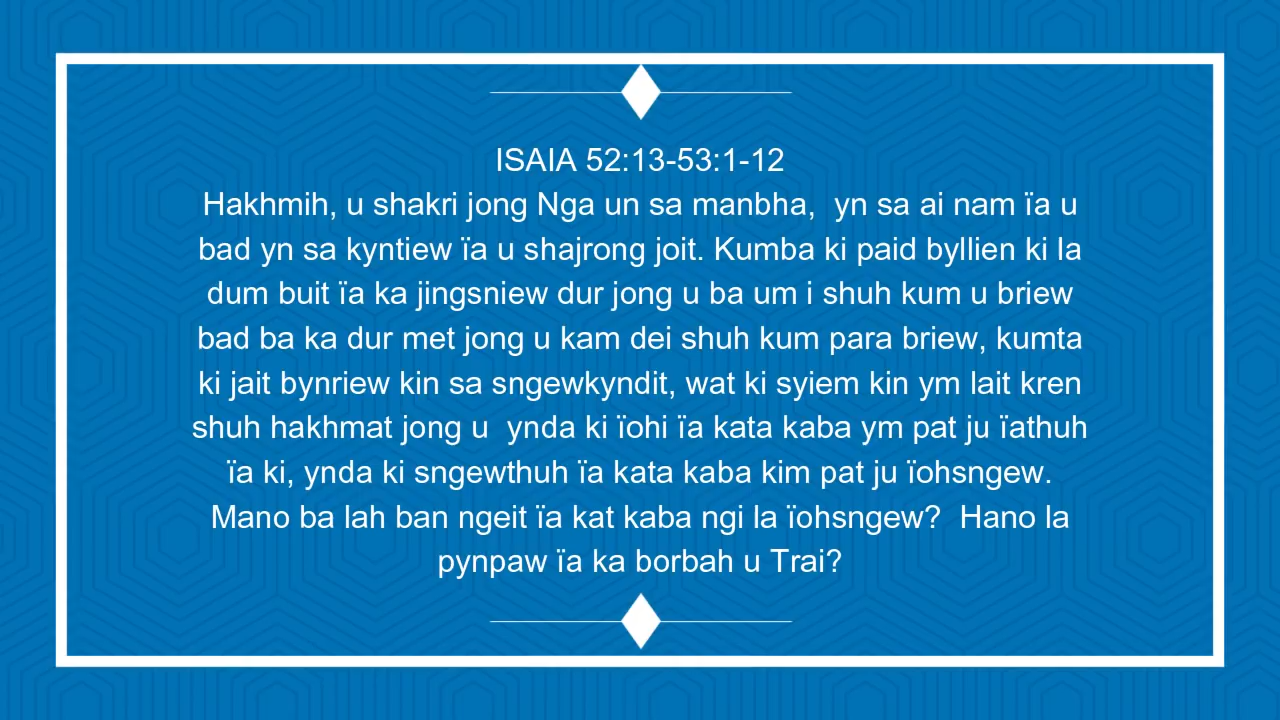 ISAIA 52:13-53:1-12
Hakhmih, u shakri jong Nga un sa manbha,  yn sa ai nam ïa u
bad yn sa kyntiew ïa u shajrong joit. Kumba ki paid byllien ki la
dum buit ïa ka jingsniew dur jong u ba um i shuh kum u briew
bad ba ka dur met jong u kam dei shuh kum para briew, kumta
ki jait bynriew kin sa sngewkyndit, wat ki syiem kin ym lait kren
shuh hakhmat jong u  ynda ki ïohi ïa kata kaba ym pat ju ïathuh
ïa ki, ynda ki sngewthuh ïa kata kaba kim pat ju ïohsngew.
Mano ba lah ban ngeit ïa kat kaba ngi la ïohsngew?  Hano la
pynpaw ïa ka borbah u Trai?